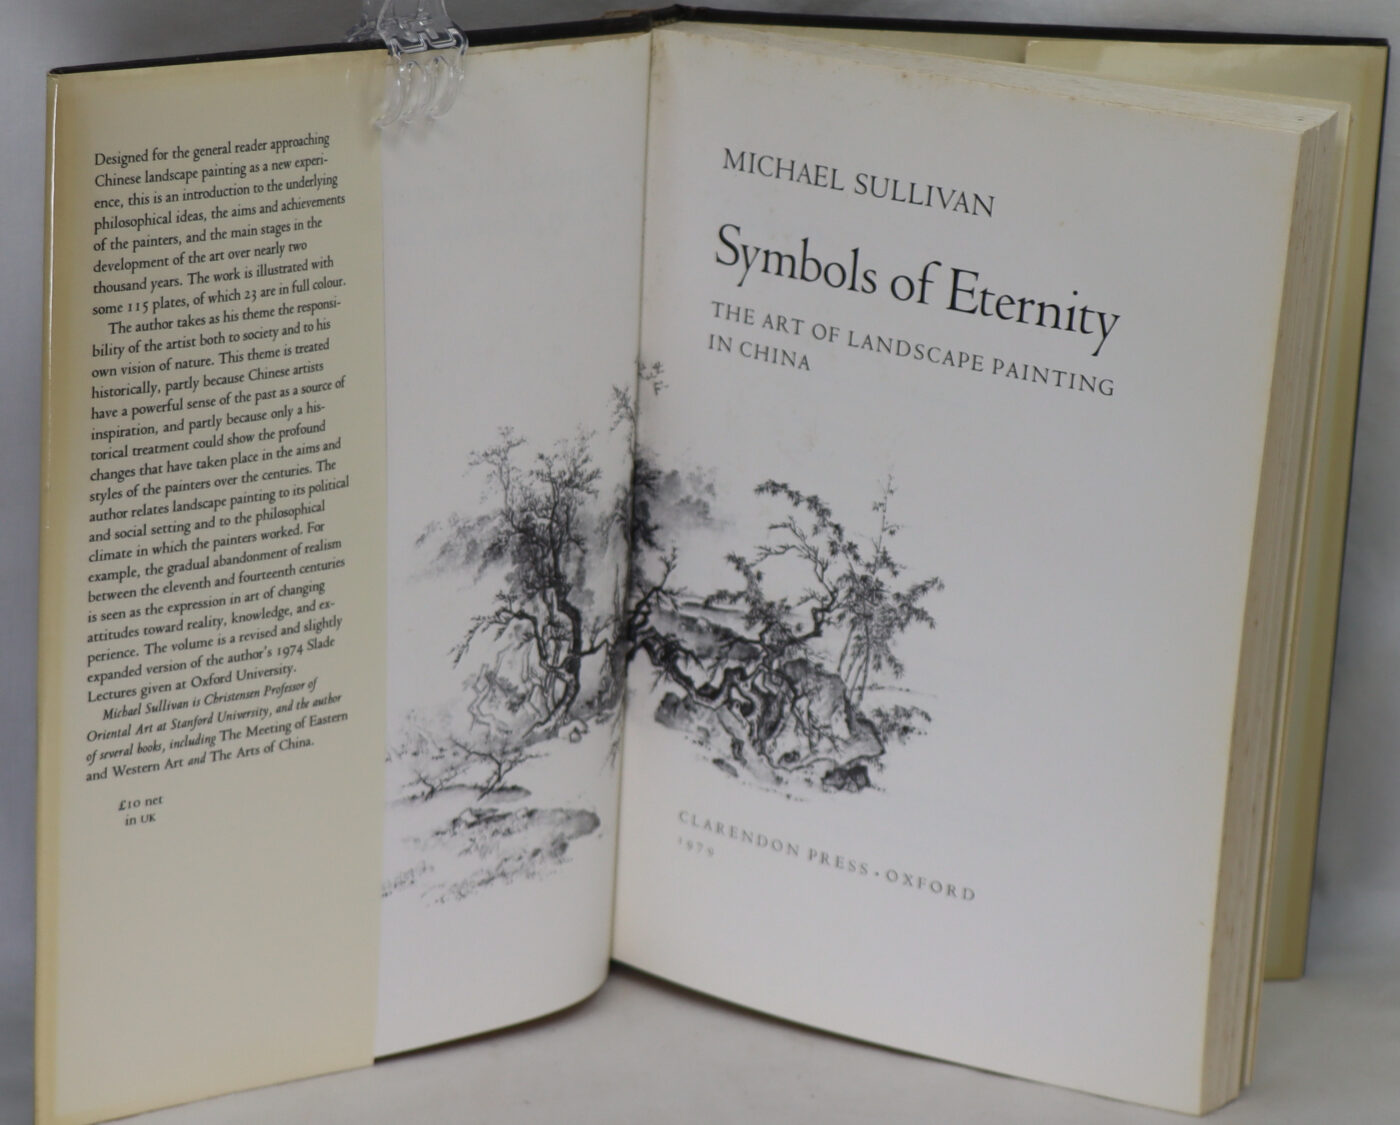 Designed for the general reader approaching
Chinese landscape painting as a new experi-
ence, this is an introduction to the underlying
philosophical ideas, the aims and achievements
of the painters, and the main stages in the
development of the art over nearly two
thousand years. The work is illustrated with
some 115 plates, of which 23 are in full colour.
The author takes as his theme the responsi-
bility of the artist both to society and to his
own vision of nature. This theme is treated
historically, partly because Chinese artists
have a powerful sense of the past as a source of
inspiration, and partly because only a his-
torical treatment could show the profound
changes that have taken place in the aims and
styles of the painters over the centuries. The
author relates landscape painting to its political
and social setting and to the philosophical
climate in which the painters worked. For
example, the gradual abandonment of realism
between the eleventh and fourteenth centuries
is seen as the expression in art of changing
attitudes toward reality, knowledge, and ex-
perience. The volume is a revised and slightly
expanded version of the author's 1974 Slade
Lectures given at Oxford University.
Michael Sullivan is Christensen Professor of
Oriental Art at Stanford University, and the author
of several books, including The Meeting of Eastern
and Western Art and The Arts of China.
£10 net
in UK
MICHAEL SULLIVAN
Symbols of Eternity
THE ART OF LANDSCAPE PAINTING
IN CHINA
CLARENDON PRESS · OXFORD
1979